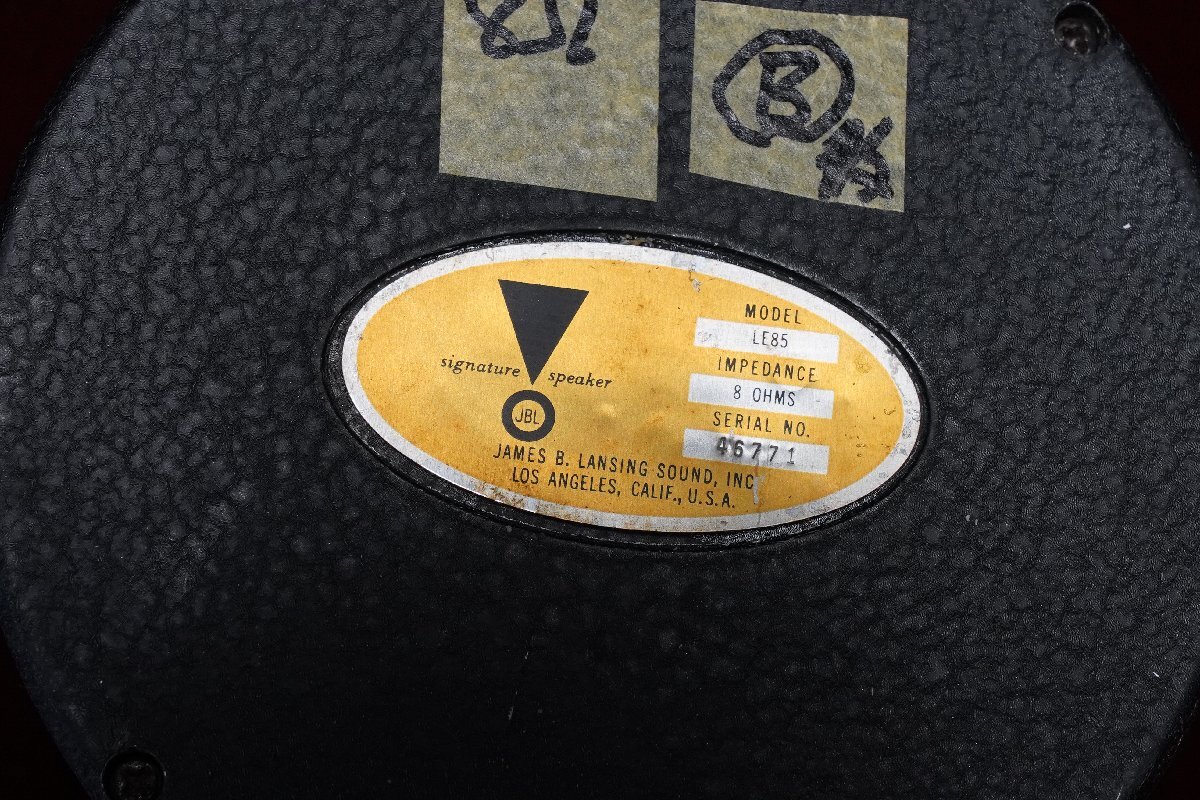 B
MODEL
LE85
IMPEDANCE
8 OHMS
SERIAL NO.
46771
signature speaker
JBL
JAMES B. LANSING SOUND, INC
LOS ANGELES, CALIF., U.S.A.